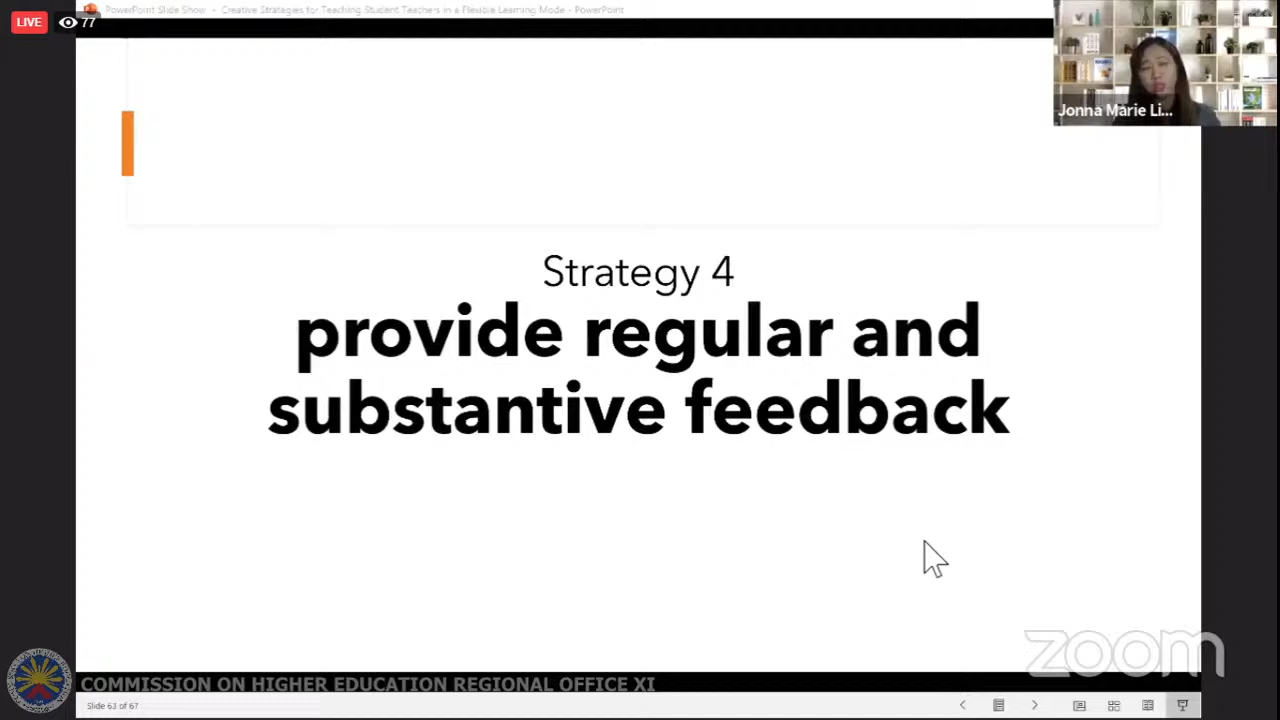 PowerPoint Slide Show - Creative Strategies for Teaching Student Teachers in a Flexible Learning Mode - PowerPoint
LIVE 77
Jonna Marie Li...
Strategy 4
provide regular and
substantive feedback
zoom
COMMISSION ON HIGHER EDUCATION REGIONAL OFFICE XI
Slide 63 of 67